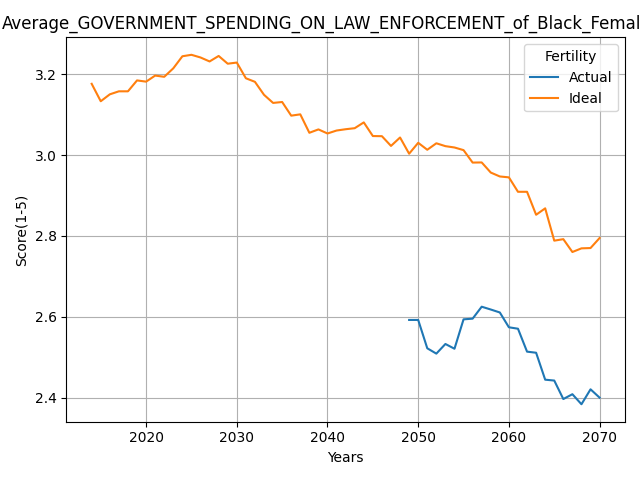 Average_GOVERNMENT_SPENDING_ON_LAW_ENFORCEMENT_of_Black_Femal
Fertility
Actual
Ideal
3.2
3.0
2.8
2.6
2.4
Score(1-5)
2020 2030 2040 2050 2060 2070
Years